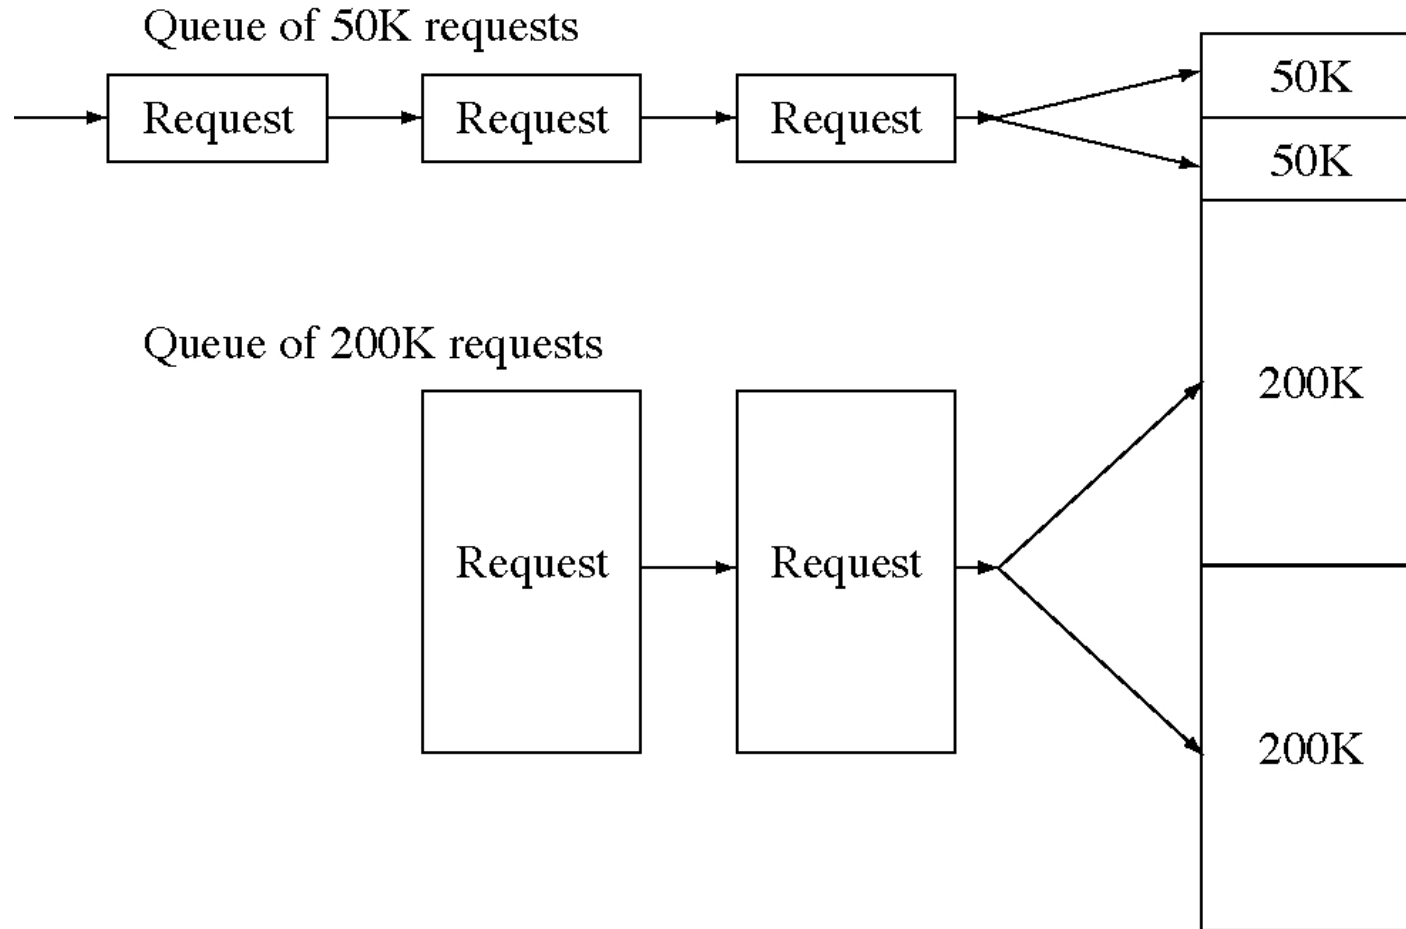 Queue of 50K requests
Request
Request
Request
50K
50K
Queue of 200K requests
200K
Request
Request
200K